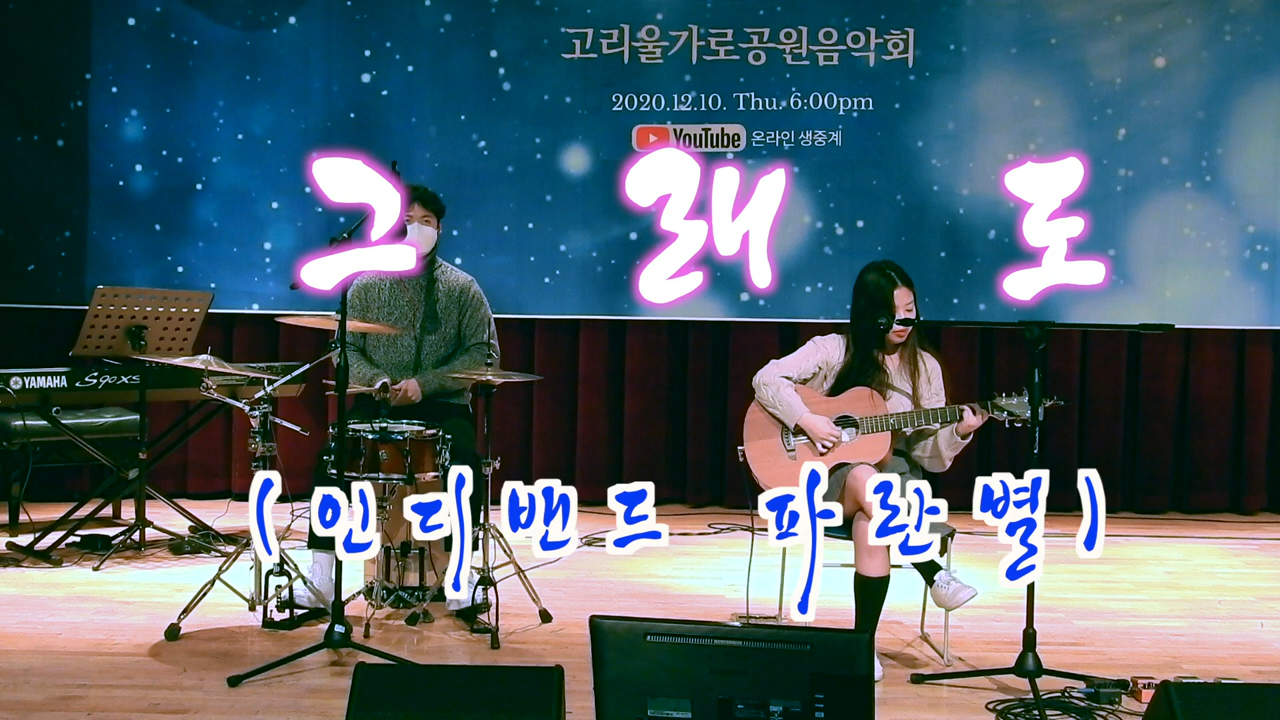 고리울가로공원음악회
2020.12.10. Thu. 6:00pm
YouTube 온라인 생중계
그래도
YAMAHA S90XS
(인디밴드 파란별)